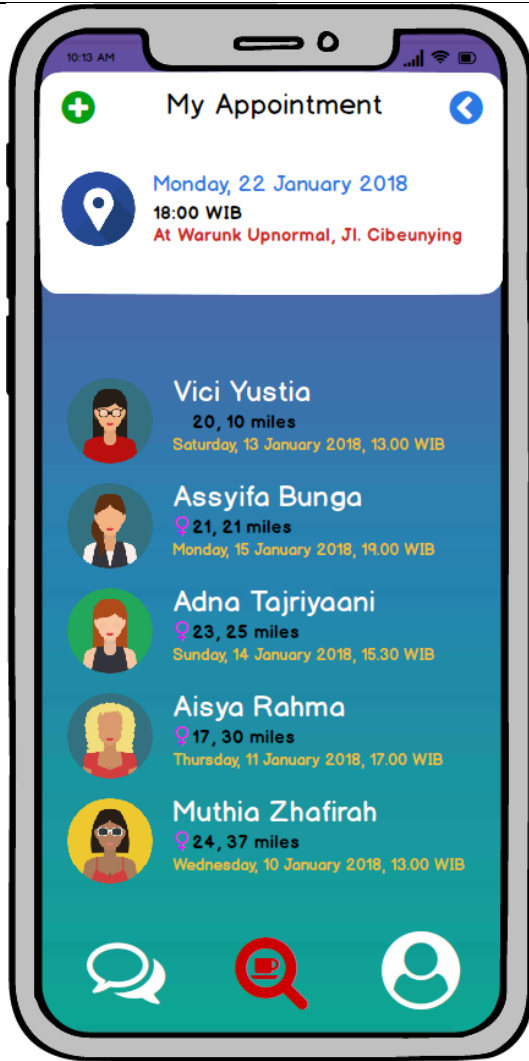 10:13 AM
My Appointment
Monday, 22 January 2018
18:00 WIB
At Warunk Upnormal, Jl. Cibeunying
Vici Yustia
20, 10 miles
Saturday, 13 January 2018, 13.00 WIB
Assyifa Bunga
♀21, 21 miles
Monday, 15 January 2018, 19.00 WIB
Adna Tajriyaani
♀23, 25 miles
Sunday, 14 January 2018, 15.30 WIB
Aisya Rahma
♀17, 30 miles
Thursday, 11 January 2018, 17.00 WIB
Muthia Zhafirah
♀24, 37 miles
Wednesday, 10 January 2018, 13.00 WIB